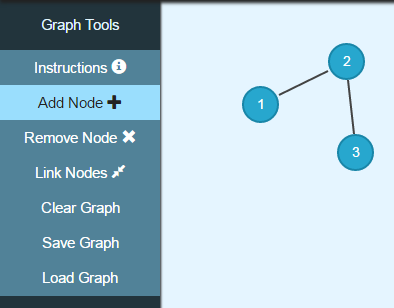 Graph Tools
Instructions
Add Node
Remove Node
Link Nodes
Clear Graph
Save Graph
Load Graph
2
1
3